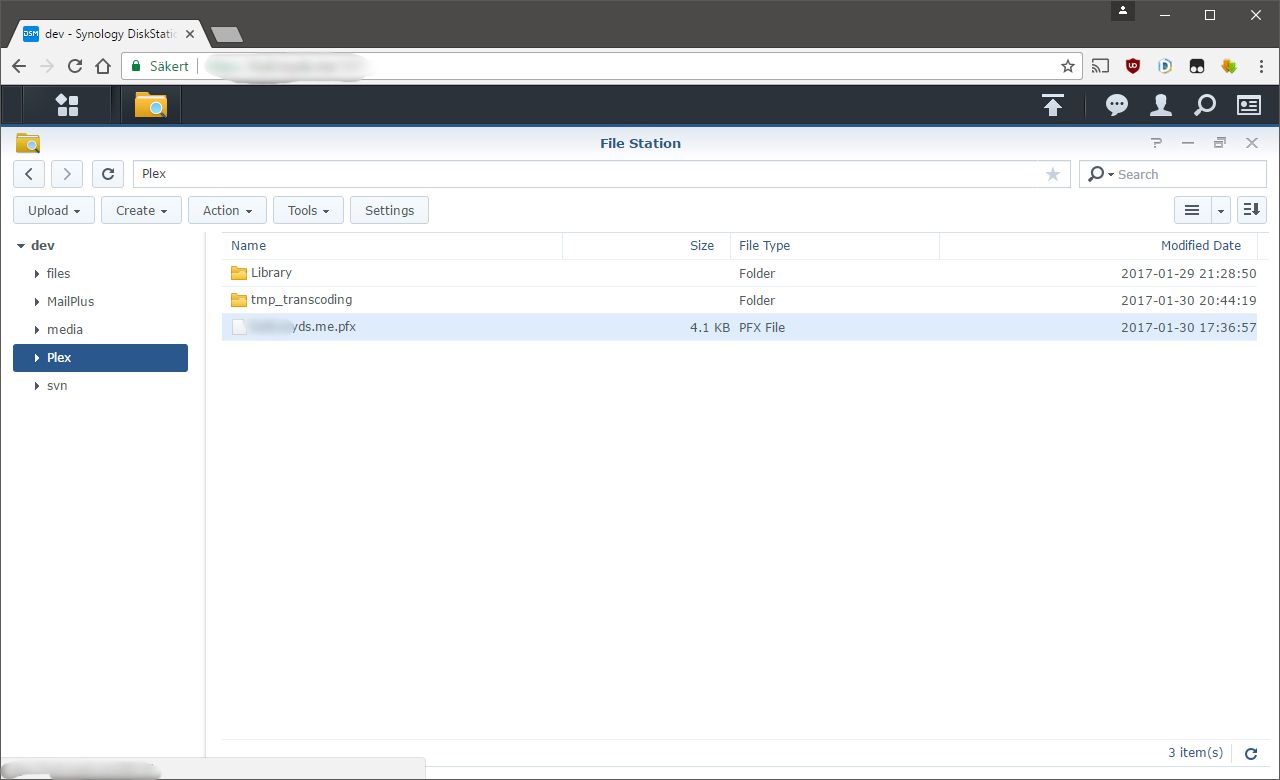 DSM dev - Synology DiskStatic
Säkert
File Station
Plex
Search
Upload Create Action Tools Settings
dev
files
MailPlus
media
Plex
svn
Name Size File Type Modified Date
Library Folder 2017-01-29 21:28:50
tmp_transcoding Folder 2017-01-30 20:44:19
yds.me.pfx 4.1 KB PFX File 2017-01-30 17:36:57
3 item(s)